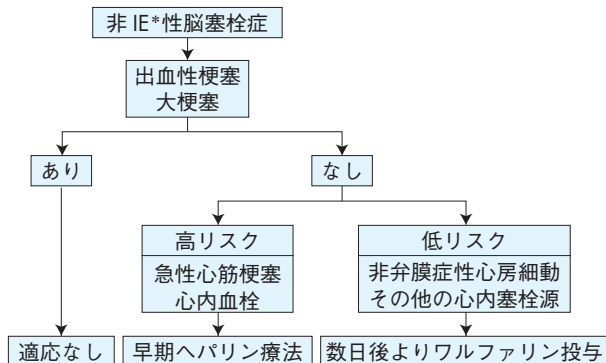 非IE*性脳塞栓症
出血性梗塞
大梗塞
あり
なし
高リスク
急性心筋梗塞
心内血栓
低リスク
非弁膜症性心房細動
その他の心内塞栓源
適応なし
早期ヘパリン療法
数日後よりワルファリン投与